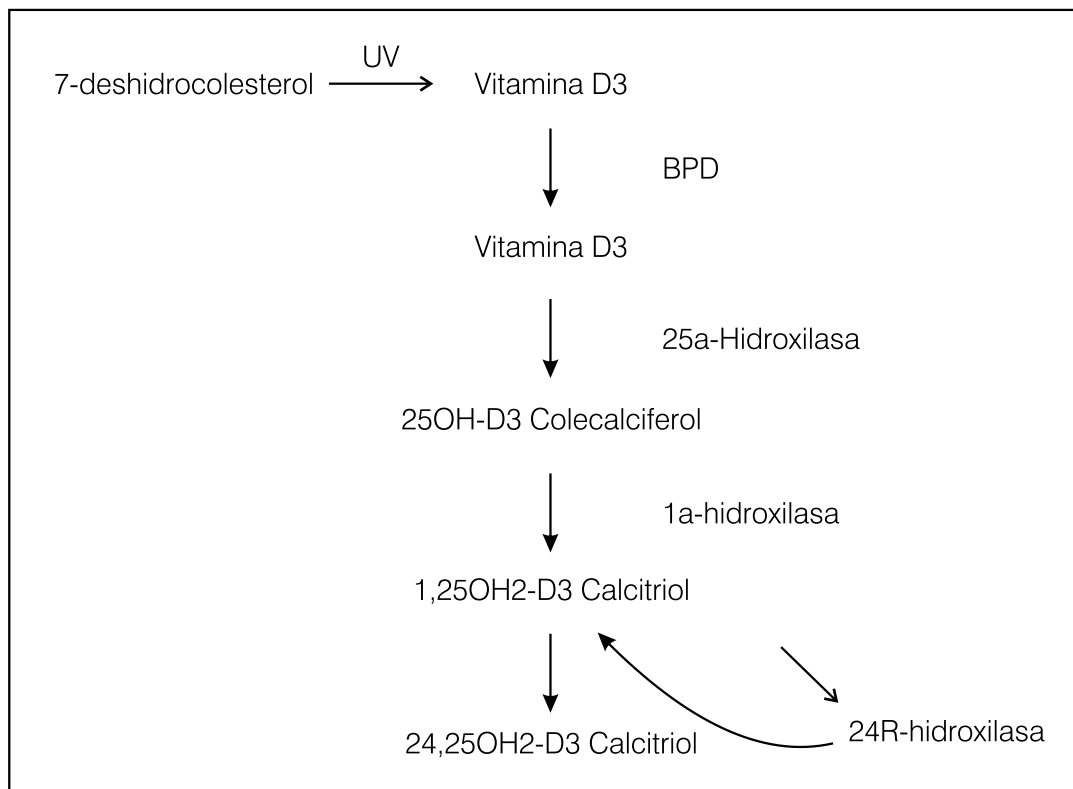 UV
7-deshidrocolesterol Vitamina D3
BPD
Vitamina D3
25a-Hidroxilasa
25OH-D3 Colecalciferol
1a-hidroxilasa
1,25OH2-D3 Calcitriol
24R-hidroxilasa
24,25OH2-D3 Calcitriol